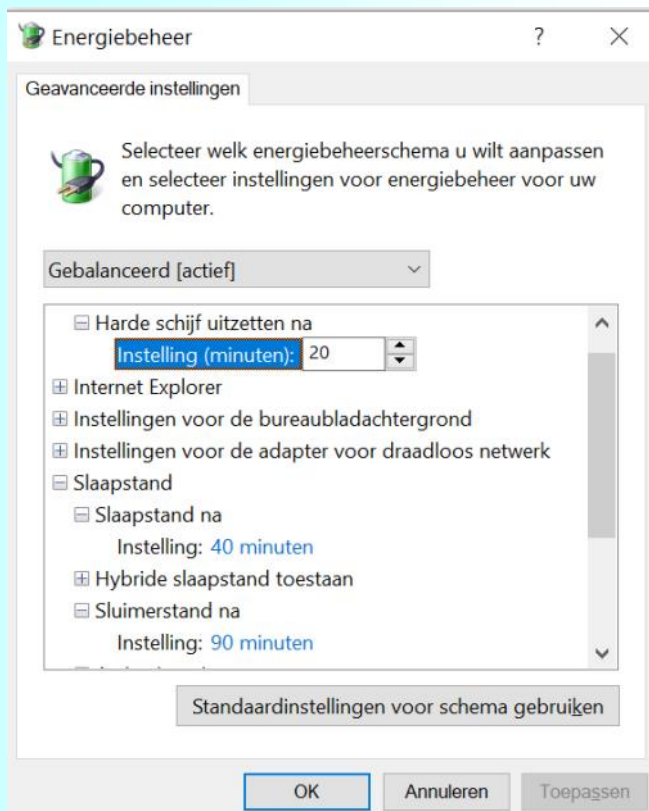 Energiebeheer
Geavanceerde instellingen
Selecteer welk energiebeheerschema u wilt aanpassen
en selecteer instellingen voor energiebeheer voor uw
computer.
Gebalanceerd [actief]
Harde schijf uitzetten na
Instelling (minuten): 20
Internet Explorer
Instellingen voor de bureaubladachtergrond
Instellingen voor de adapter voor draadloos netwerk
Slaapstand
Slaapstand na
Instelling: 40 minuten
Hybride slaapstand toestaan
Sluimerstand na
Instelling: 90 minuten
Standaardinstellingen voor schema gebruiken
OK Annuleren Toepassen